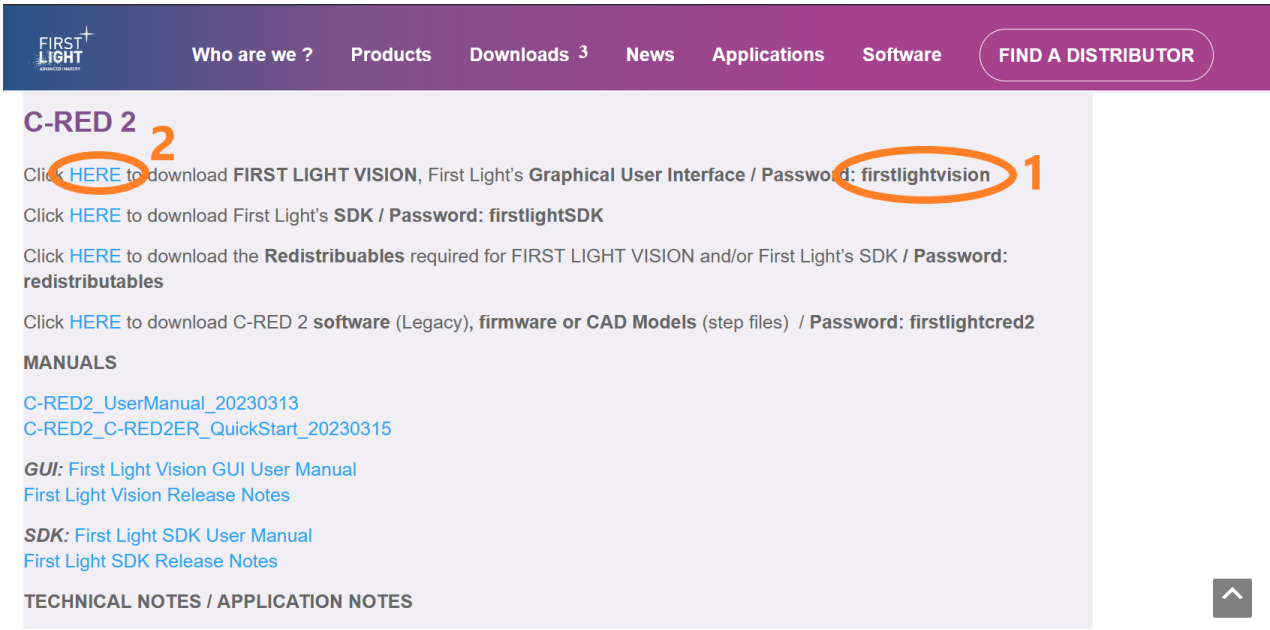 FIRST
LIGHT
ADVANCED IMAGERY
Who are we ? Products Downloads 3 News Applications Software FIND A DISTRIBUTOR
C-RED 2
2
Click HERE to download FIRST LIGHT VISION, First Light's Graphical User Interface / Password: firstlightvision
1
Click HERE to download First Light's SDK / Password: firstlightSDK
Click HERE to download the Redistribuables required for FIRST LIGHT VISION and/or First Light's SDK / Password:
redistributables
Click HERE to download C-RED 2 software (Legacy), firmware or CAD Models (step files) / Password: firstlightcred2
MANUALS
C-RED2_UserManual_20230313
C-RED2_C-RED2ER_QuickStart_20230315
GUI: First Light Vision GUI User Manual
First Light Vision Release Notes
SDK: First Light SDK User Manual
First Light SDK Release Notes
TECHNICAL NOTES / APPLICATION NOTES